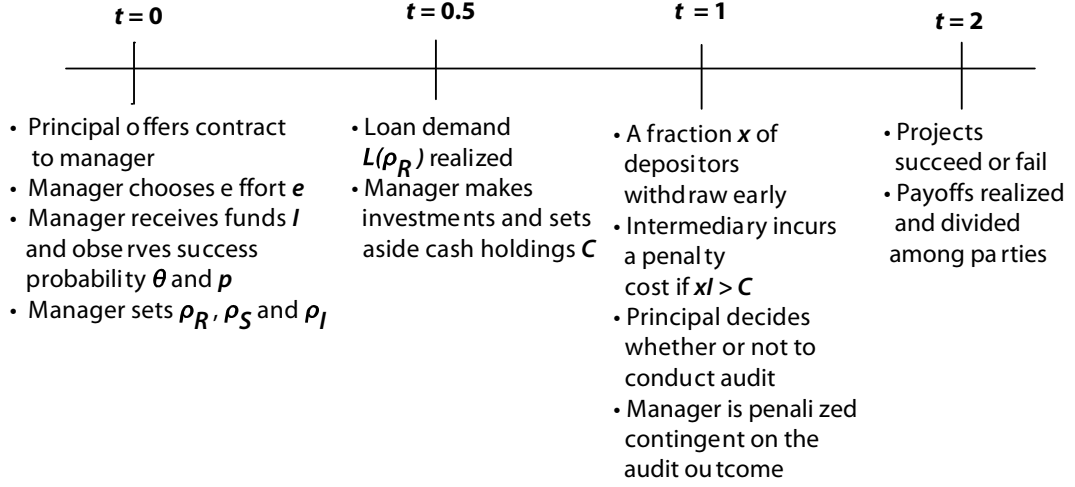 t = 0
• Principal offers contract
to manager
• Manager chooses effort e
• Manager receives funds I
and observes success
probability θ and p
• Manager sets ρR, ρS and ρI
t = 0.5
• Loan demand
L(ρR) realized
• Manager makes
investments and sets
aside cash holdings C
t = 1
• A fraction x of
depositors
withdraw early
• Intermediary incurs
a penalty
cost if xI > C
• Principal decides
whether or not to
conduct audit
• Manager is penalized
contingent on the
audit outcome
t = 2
• Projects
succeed or fail
• Payoffs realized
and divided
among parties